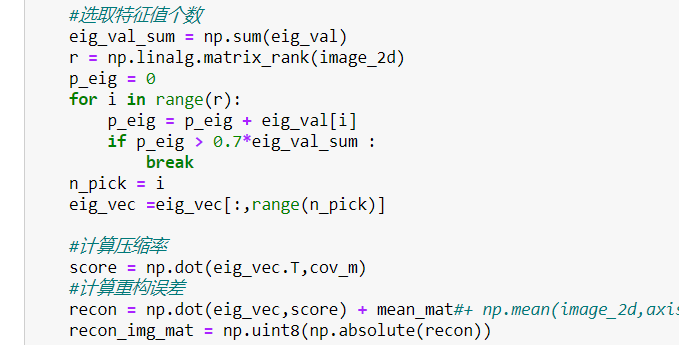 #选取特征值个数
eig_val_sum = np.sum(eig_val)
r = np.linalg.matrix_rank(image_2d)
p_eig = 0
for i in range(r):
    p_eig = p_eig + eig_val[i]
    if p_eig > 0.7*eig_val_sum :
        break
n_pick = i
eig_vec =eig_vec[:,range(n_pick)]
#计算压缩率
score = np.dot(eig_vec.T,cov_m)
#计算重构误差
recon = np.dot(eig_vec,score) + mean_mat#+ np.mean(image_2d,axis
recon_img_mat = np.uint8(np.absolute(recon))